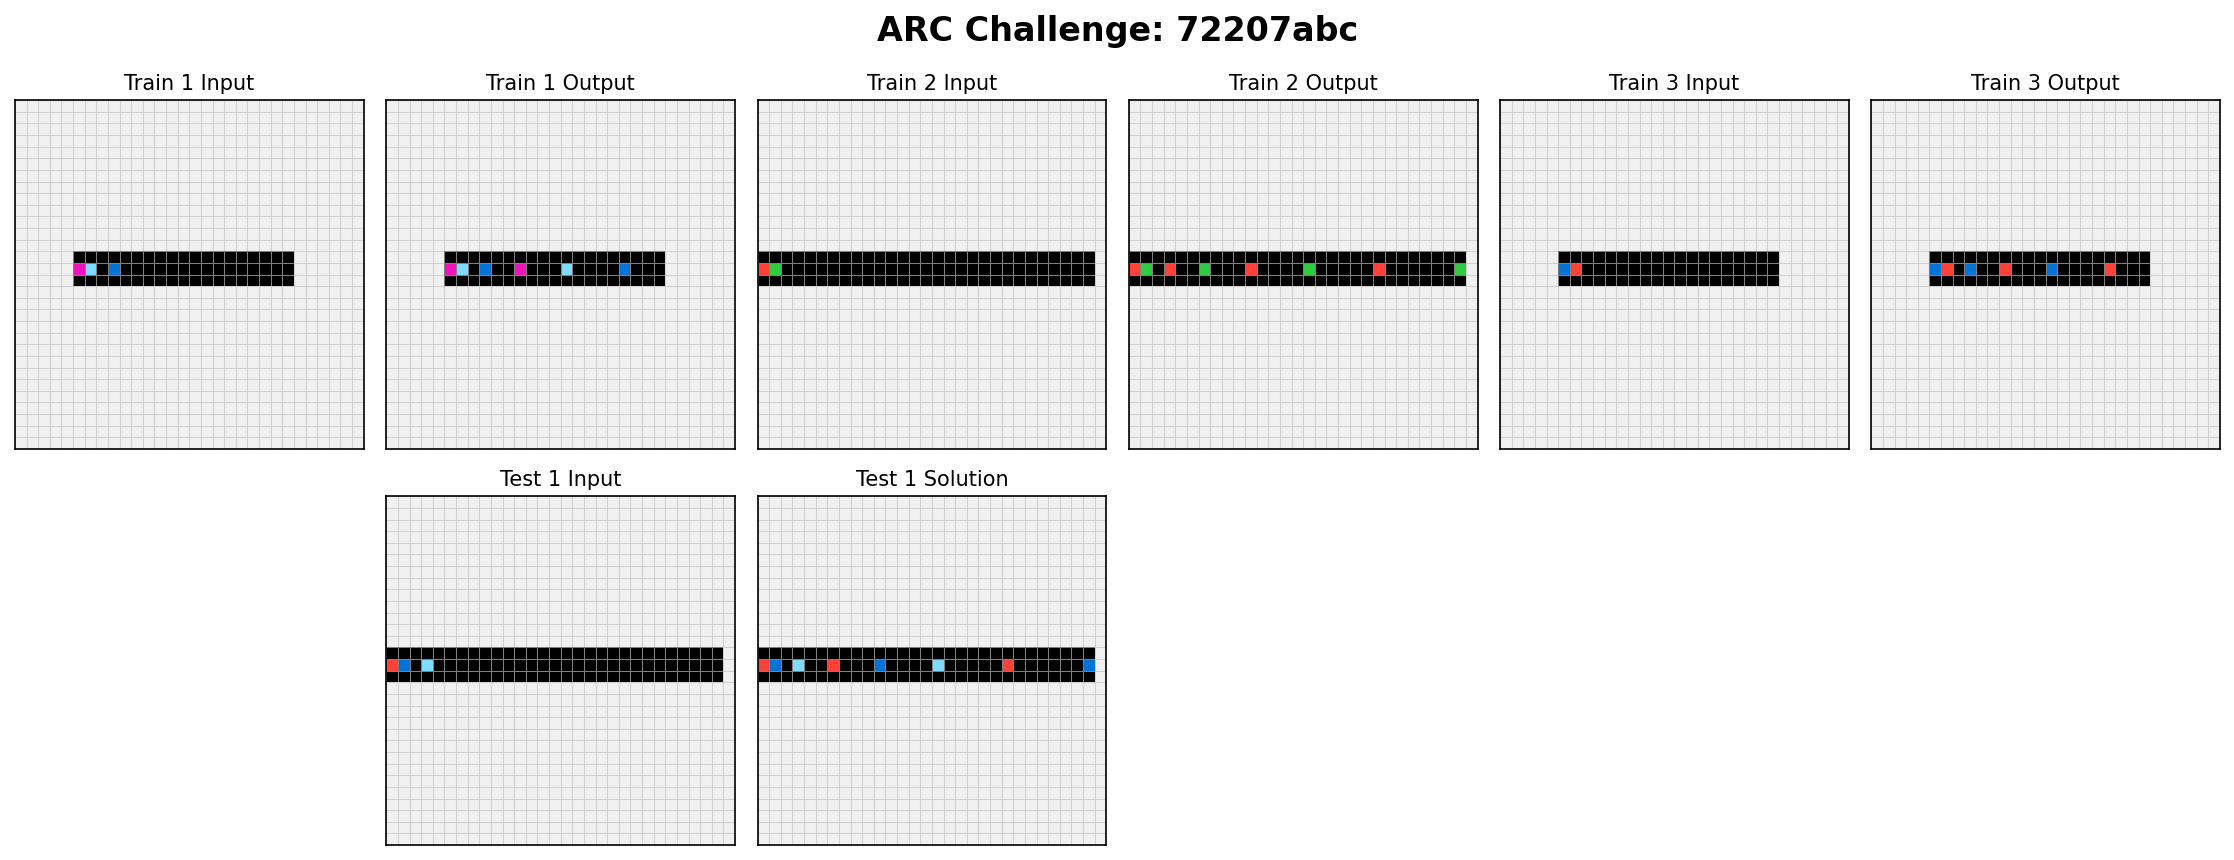 ARC Challenge: 72207abc
Train 1 Input
Train 1 Output
Train 2 Input
Train 2 Output
Train 3 Input
Train 3 Output
Test 1 Input
Test 1 Solution